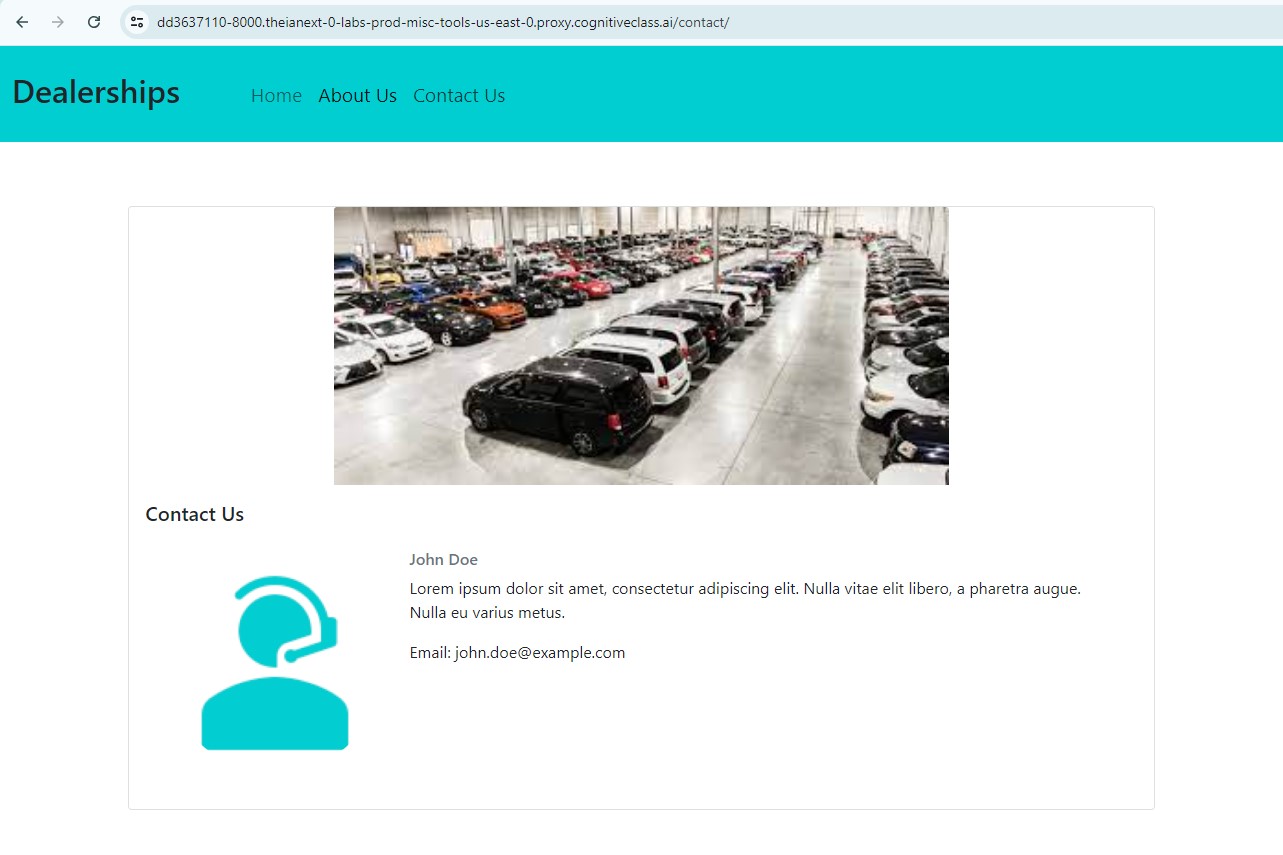 dd3637110-8000.theianext-0-labs-prod-misc-tools-us-east-0.proxy.cognitiveclass.ai/contact/
Dealerships Home About Us Contact Us
Contact Us
John Doe
Lorem ipsum dolor sit amet, consectetur adipiscing elit. Nulla vitae elit libero, a pharetra augue.
Nulla eu varius metus.
Email: john.doe@example.com